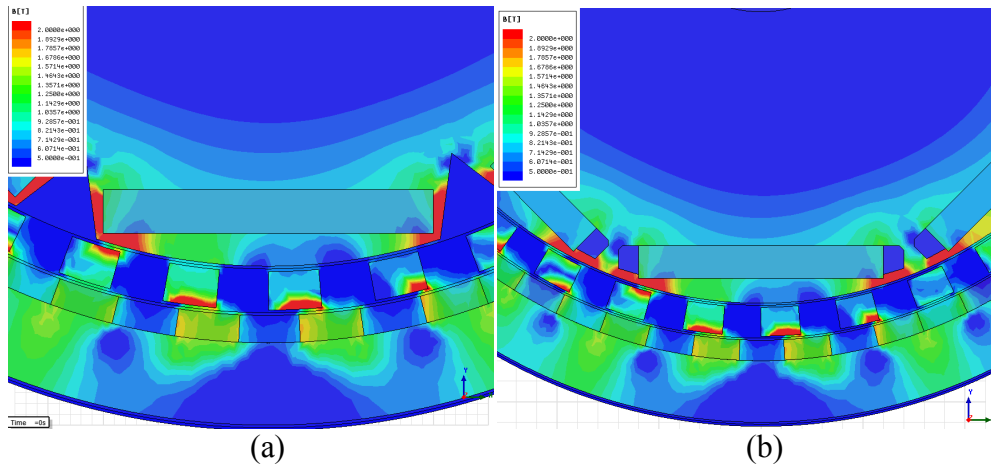 B[T]
2.0000e+000
1.8929e+000
1.7857e+000
1.6786e+000
1.5714e+000
1.4643e+000
1.3571e+000
1.2500e+000
1.1429e+000
1.0357e+000
9.2857e-001
8.2143e-001
7.1429e-001
6.0714e-001
5.0000e-001
Y
Time =0s
(a)
B[T]
2.0000e+000
1.8929e+000
1.7857e+000
1.6786e+000
1.5714e+000
1.4643e+000
1.3571e+000
1.2500e+000
1.1429e+000
1.0357e+000
9.2857e-001
8.2143e-001
7.1429e-001
6.0714e-001
5.0000e-001
Y
(b)